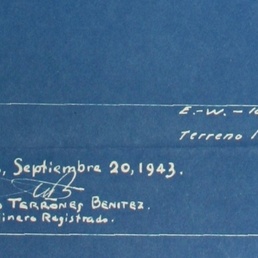 E.-W.-
Terreno
Septiembre 20, 1943.
TERRONES BENITEZ.
Registrado.